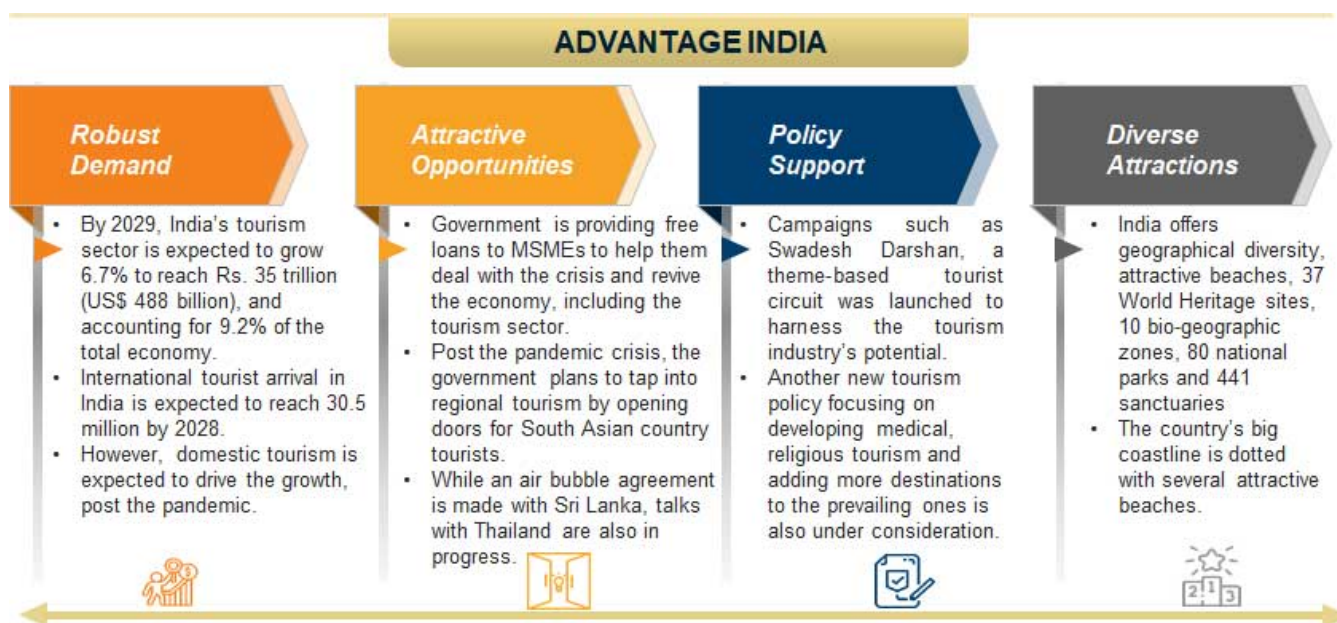 ADVANTAGE INDIA
Robust
Demand
• By 2029, India's tourism
sector is expected to grow
6.7% to reach Rs. 35 trillion
(US$ 488 billion), and
accounting for 9.2% of the
total economy.
• International tourist arrival in
India is expected to reach 30.5
million by 2028.
• However, domestic tourism is
expected to drive the growth,
post the pandemic.
Attractive
Opportunities
• Government is providing free
loans to MSMEs to help them
deal with the crisis and revive
the economy, including the
tourism sector.
• Post the pandemic crisis, the
government plans to tap into
regional tourism by opening
doors for South Asian country
tourists.
• While an air bubble agreement
is made with Sri Lanka, talks
with Thailand are also in
progress.
Policy
Support
• Campaigns such as
Swadesh Darshan, a
theme-based tourist
circuit was launched to
harness the tourism
industry's potential.
• Another new tourism
policy focusing on
developing medical,
religious tourism and
adding more destinations
to the prevailing ones is
also under consideration.
Diverse
Attractions
• India offers
geographical diversity,
attractive beaches, 37
World Heritage sites,
10 bio-geographic
zones, 80 national
parks and 441
sanctuaries
• The country's big
coastline is dotted
with several attractive
beaches.
$
2 1 3